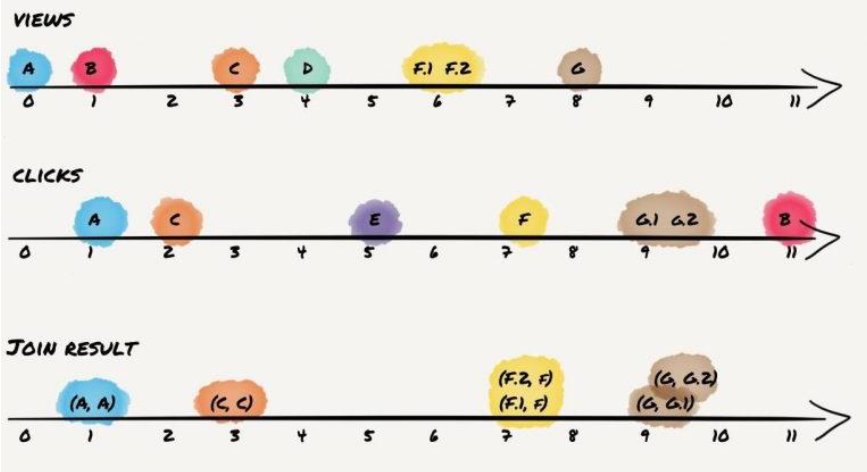 VIEWS
A B C D F.1 F.2 G
0 1 2 3 4 5 6 7 8 9 10 11
CLICKS
A C E F G.1 G.2 B
0 1 2 3 4 5 6 7 8 9 10 11
JOIN RESULT
(F.2, F) (G, G.2)
(A, A) (C, C) (F.1, F) (G, G.1)
0 1 2 3 4 5 6 7 8 9 10 11